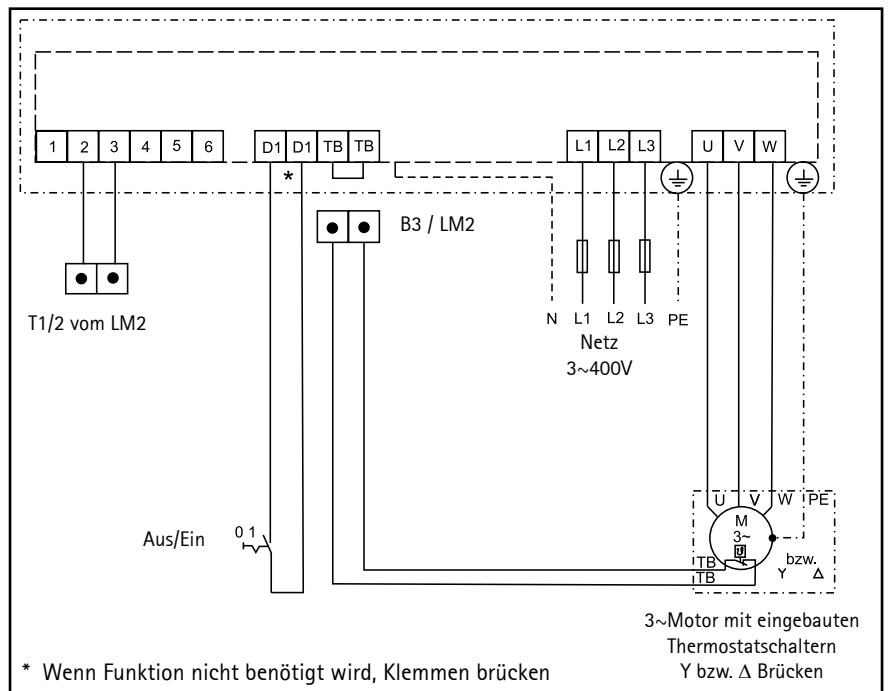 1 2 3 4 5 6 D1 D1 TB TB L1 L2 L3 U V W
*
B3 / LM2
T1/2 vom LM2
N L1 L2 L3 PE
Netz
3~400V
U V W PE
M
3~
Aus/Ein 0 1
bzw.
TB
TB
Y Δ
3~Motor mit eingebauten
Thermostatschaltern
Y bzw. Δ Brücken
* Wenn Funktion nicht benötigt wird, Klemmen brücken